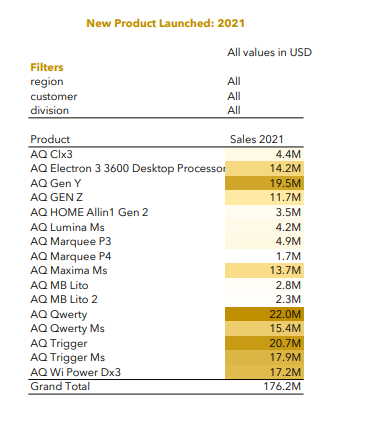 New Product Launched: 2021
All values in USD
Filters
region All
customer All
division All
Product Sales 2021
AQ Clx3 4.4M
AQ Electron 3 3600 Desktop Processor 14.2M
AQ Gen Y 19.5M
AQ GEN Z 11.7M
AQ HOME Allin1 Gen 2 3.5M
AQ Lumina Ms 4.2M
AQ Marquee P3 4.9M
AQ Marquee P4 1.7M
AQ Maxima Ms 13.7M
AQ MB Lito 2.8M
AQ MB Lito 2 2.3M
AQ Qwerty 22.0M
AQ Qwerty Ms 15.4M
AQ Trigger 20.7M
AQ Trigger Ms 17.9M
AQ Wi Power Dx3 17.2M
Grand Total 176.2M